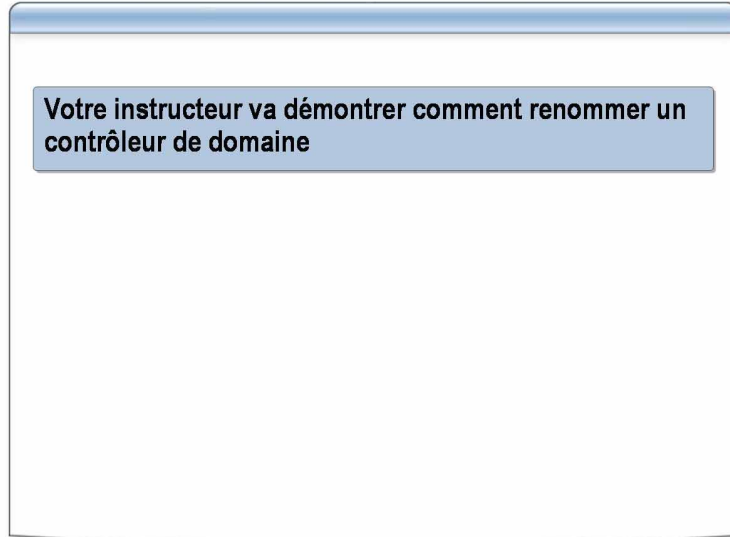 Votre instructeur va démontrer comment renommer un
contrôleur de domaine